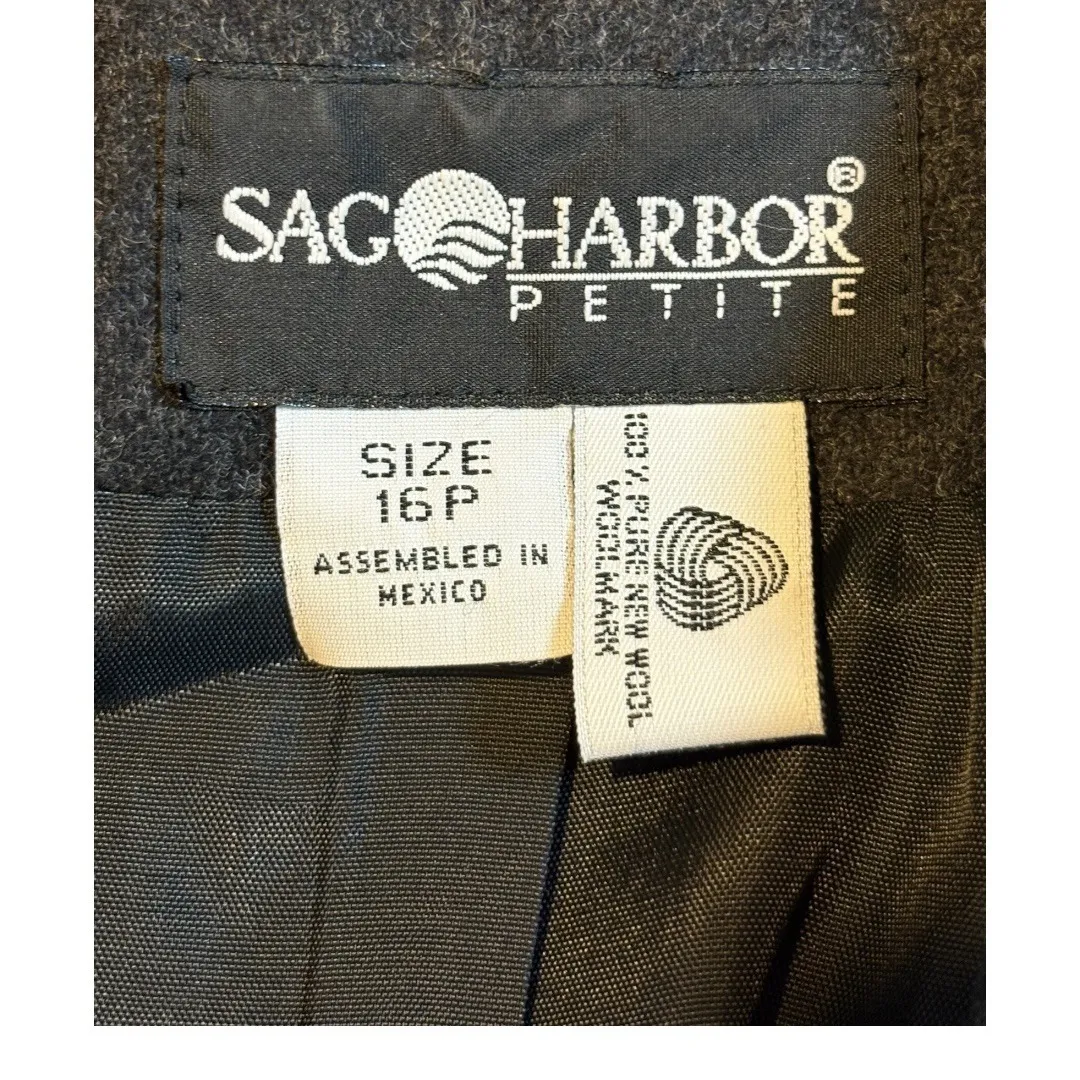 SAG HARBOR®
PETITE
SIZE
16P
ASSEMBLED IN
MEXICO
100% PURE NEW WOOL
WOOLMARK